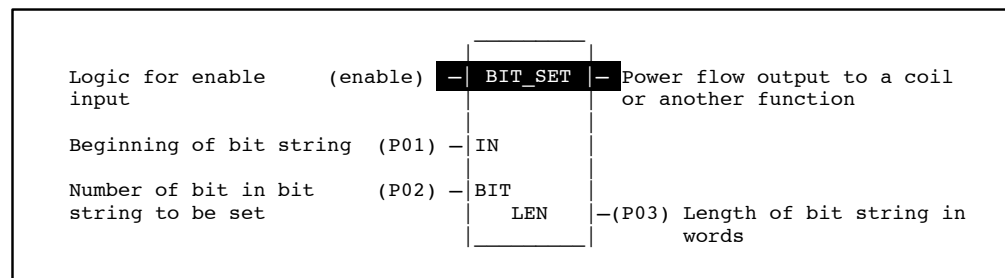 Logic for enable (enable) BIT_SET Power flow output to a coil
input or another function
Beginning of bit string (P01) IN
Number of bit in bit (P02) BIT
string to be set LEN (P03) Length of bit string in
words